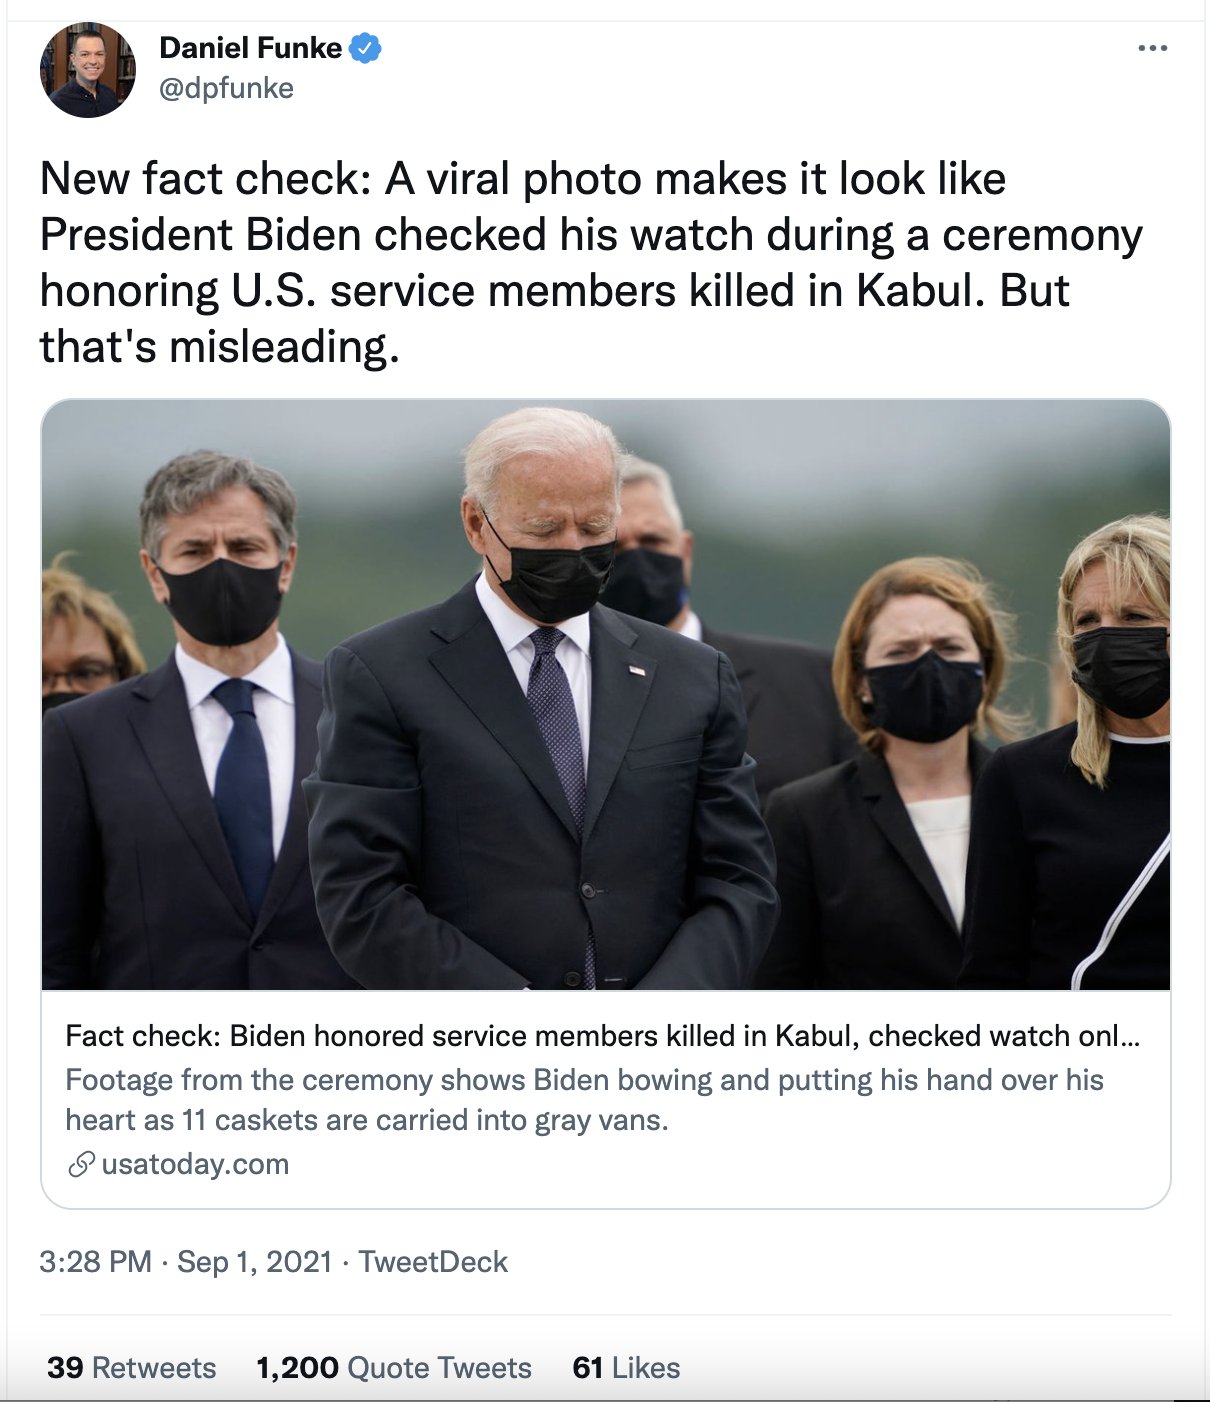 Daniel Funke
@dpfunke
New fact check: A viral photo makes it look like
President Biden checked his watch during a ceremony
honoring U.S. service members killed in Kabul. But
that's misleading.
Fact check: Biden honored service members killed in Kabul, checked watch onl...
Footage from the ceremony shows Biden bowing and putting his hand over his
heart as 11 caskets are carried into gray vans.
usatoday.com
3:28 PM · Sep 1, 2021 · TweetDeck
39 Retweets 1,200 Quote Tweets 61 Likes